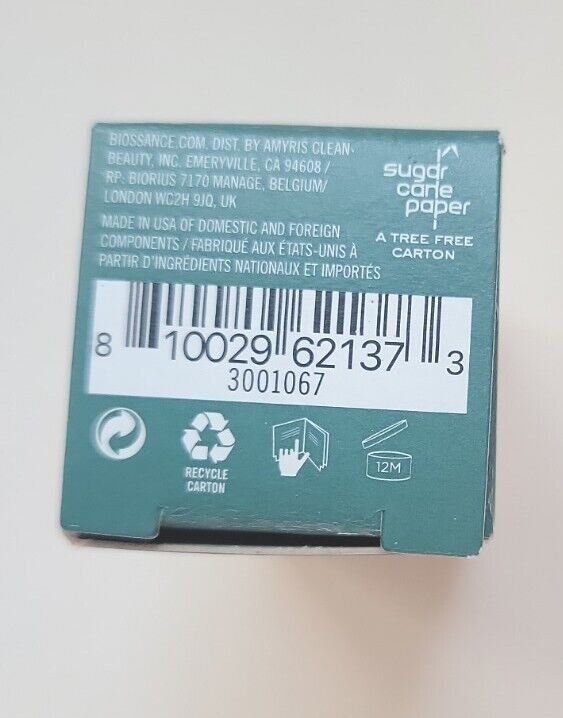 BIOSSANCE.COM. DIST. BY AMYRIS CLEAN
BEAUTY, INC. EMERYVILLE, CA 94608 /
RP. BIORIUS 7170 MANAGE, BELGIUM/
LONDON WC2H 9JQ, UK
MADE IN USA OF DOMESTIC AND FOREIGN
COMPONENTS / FABRIQUÉ AUX ÉTATS-UNIS À
PARTIR D'INGRÉDIENTS NATIONAUX ET IMPORTÉS
sugar
cane
paper
A TREE FREE
CARTON
8 10029 62137 3
3001067
RECYCLE
CARTON
12M